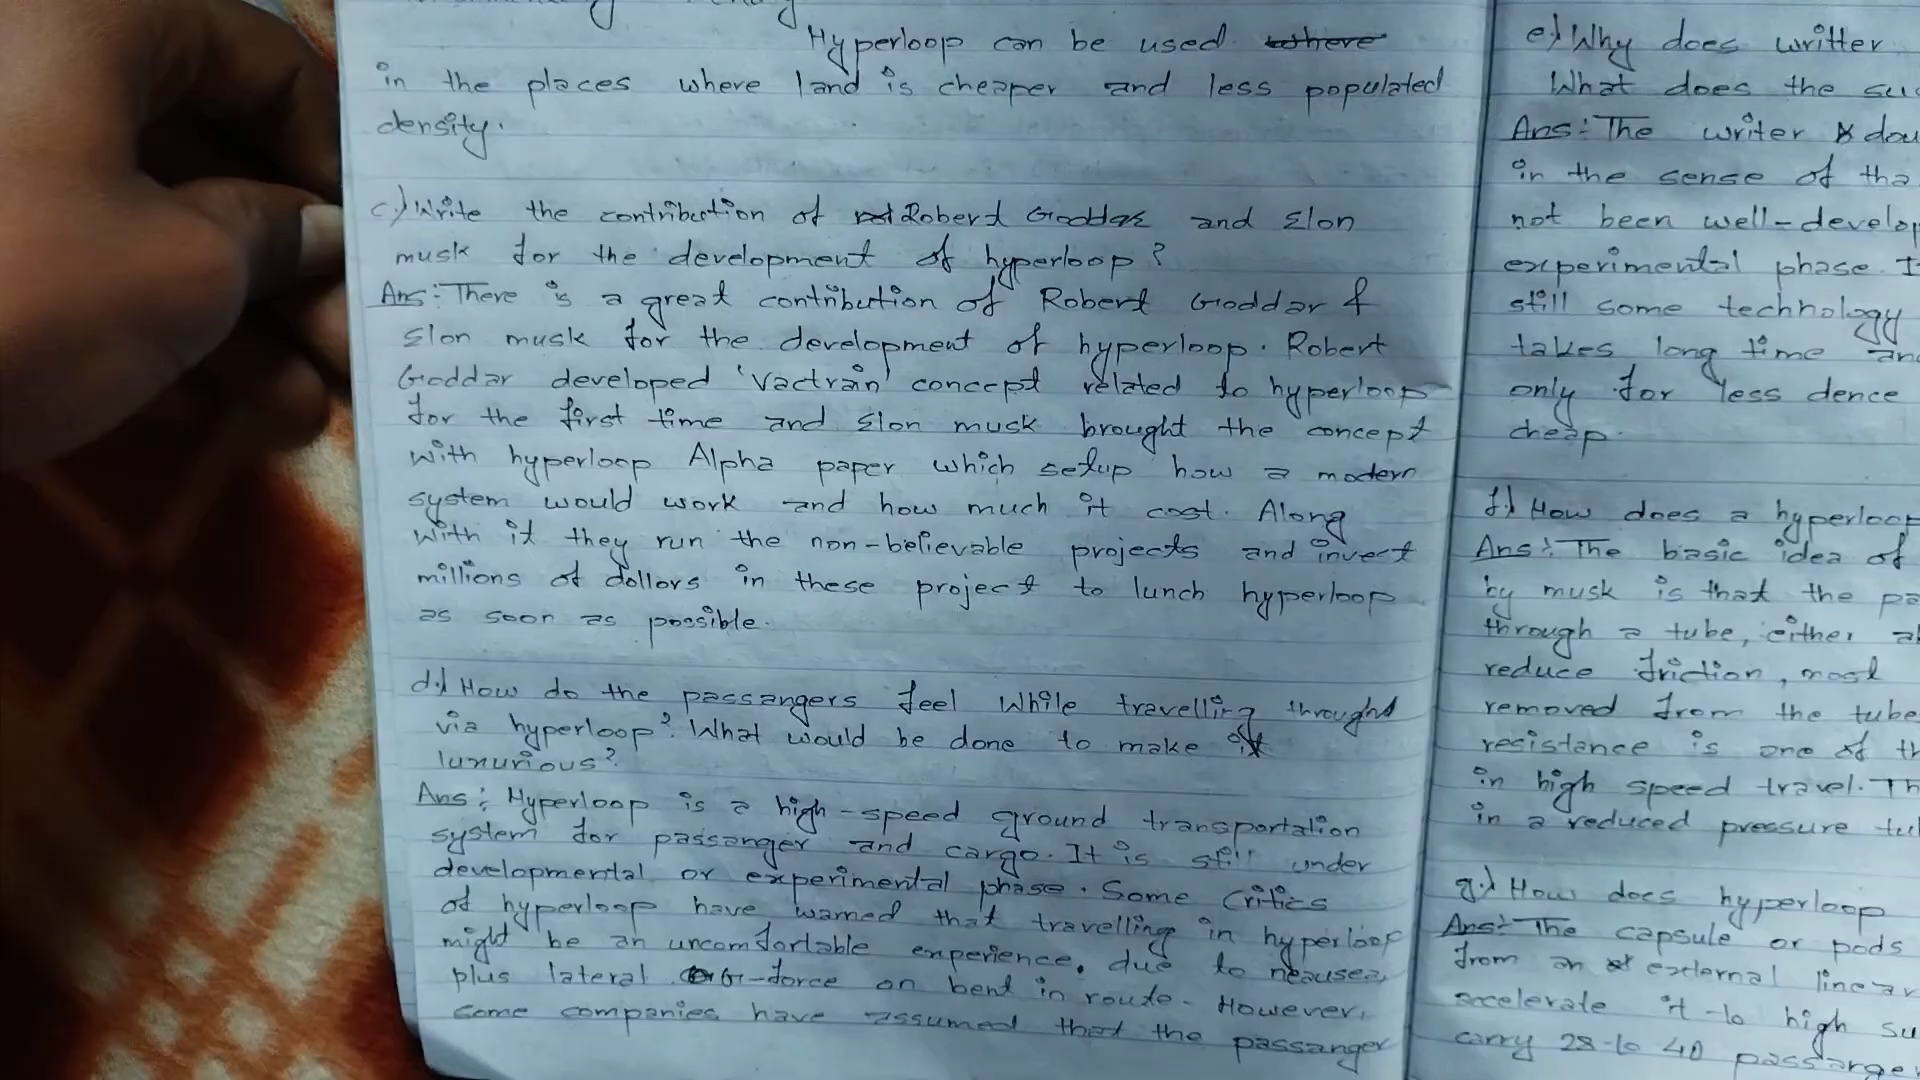 Hyperloop can be used where
in the places where land is cheaper and less populated
density.
c.) Write the contribution of Roberd Goddar and Elon
musk for the development of hyperloop?
Ans: There is a great contribution of Robert Goddar &
Elon musk for the development of hyperloop. Robert
Goddar developed 'Vactrain' concept related to hyperloop
for the first time and Elon musk brought the concept
with hyperloop Alpha paper which setup how a modern
system would work and how much it cost. Along
with it they run the non-believable projects and invect
millions of dollors in these project to lunch hyperloop
as soon as possible.
d.) How do the passangers feel while travelling throught
via hyperloop? What would be done to make it
luxurious?
Ans: Hyperloop is a high-speed ground transportation
system for passanger and cargo. It is still under
developmental or experimental phase. Some critics
of hyperloop have warned that travelling in hyperloop
might be an uncomfortable experience, due to neausea,
plus lateral G-force on bend in route. However,
some companies have assumed that the passanger
e.) Why does writter
What does the suc
Ans: The writer dou
in the sense of tha
not been well-develop
experimental phase. I
still some technology
takes long time an
only for less dence
cheap.
f.) How does a hyperloop
Ans: The basic idea of
by musk is that the pa
through a tube, either a
reduce friction, most
removed from the tube
resistance is one of th
in high speed travel. Th
in a reduced pressure tu
g.) How does hyperloop
Ans: The capsule or pods
from an external linear
accelerate it to high su
carry 28 to 40 passange